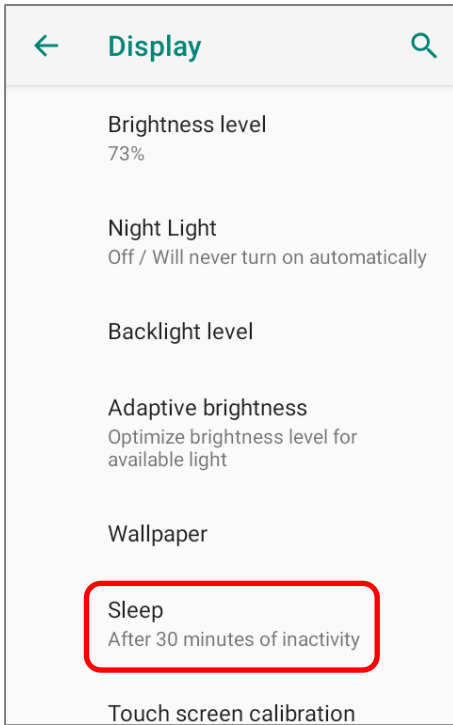 Display
Brightness level
73%
Night Light
Off / Will never turn on automatically
Backlight level
Adaptive brightness
Optimize brightness level for
available light
Wallpaper
Sleep
After 30 minutes of inactivity
Touch screen calibration